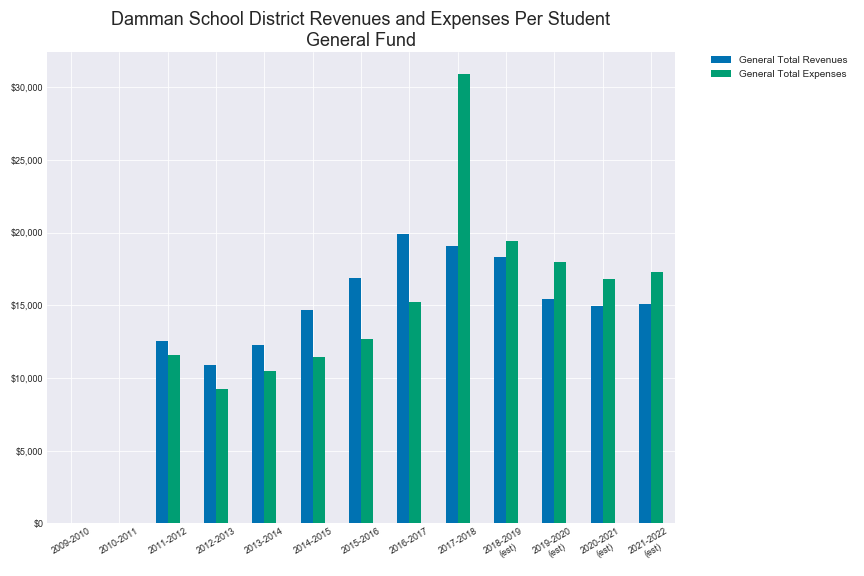 Damman School District Revenues and Expenses Per Student
General Fund
General Total Revenues
General Total Expenses
$30,000
$25,000
$20,000
$15,000
$10,000
$5,000
$0
2009-2010
2010-2011
2011-2012
2012-2013
2013-2014
2014-2015
2015-2016
2016-2017
2017-2018
2018-2019
(est)
2019-2020
(est)
2020-2021
(est)
2021-2022
(est)